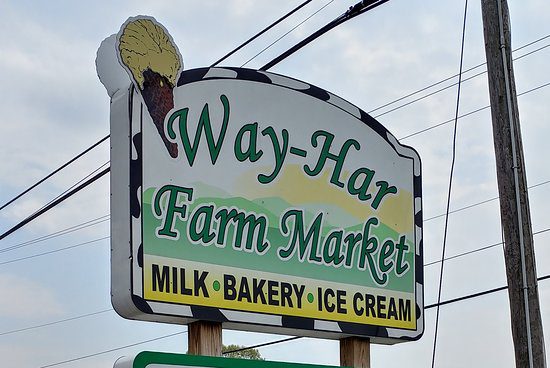 Way-Har
Farm Market
MILK • BAKERY • ICE CREAM